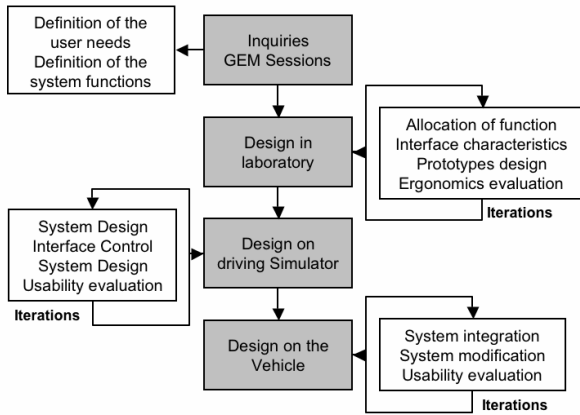 Definition of the
user needs
Definition of the
system functions
Inquiries
GEM Sessions
Design in
laboratory
Allocation of function
Interface characteristics
Prototypes design
Ergonomics evaluation
Iterations
System Design
Interface Control
System Design
Usability evaluation
Iterations
Design on
driving Simulator
Design on the
Vehicle
System integration
System modification
Usability evaluation
Iterations